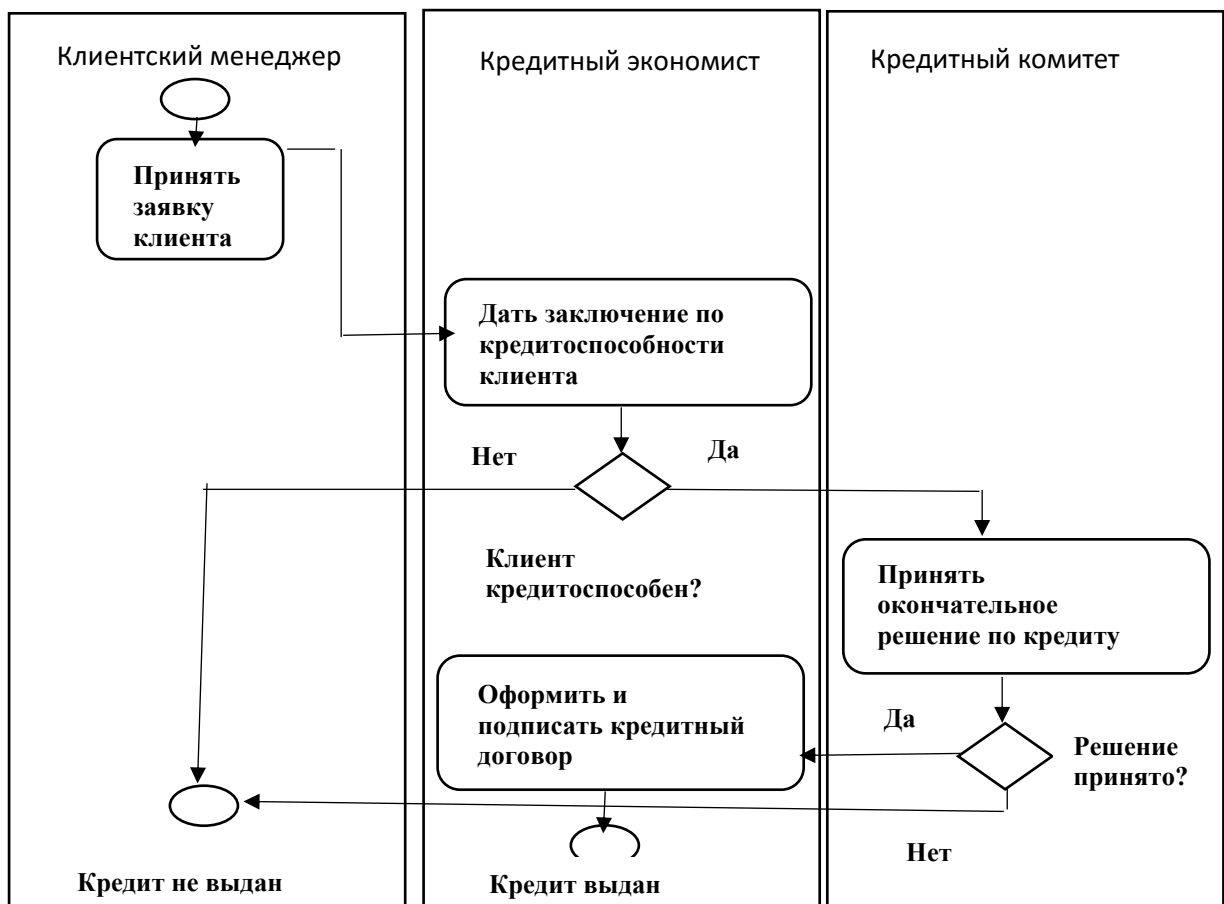 Клиентский менеджер
Кредитный экономист
Кредитный комитет
Принять
заявку
клиента
Дать заключение по
кредитоспособности
клиента
Нет
Да
Клиент
кредитоспособен?
Принять
окончательное
решение по кредиту
Оформить и
подписать кредитный
договор
Да
Решение
принято?
Нет
Кредит не выдан
Кредит выдан